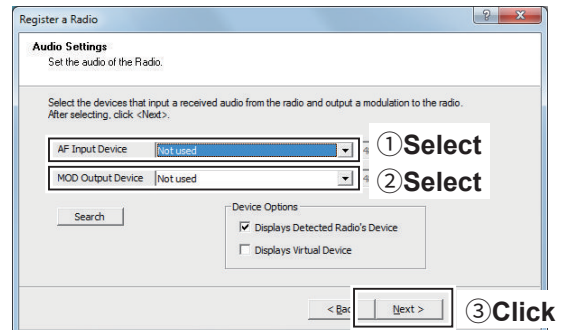 Register a Radio
Audio Settings
Set the audio of the Radio.
Select the devices that input a received audio from the radio and output a modulation to the radio.
After selecting, click <Next>.
AF Input Device Not used ①Select
MOD Output Device Not used ②Select
Search
Device Options
Displays Detected Radio's Device
Displays Virtual Device
Next > ③Click